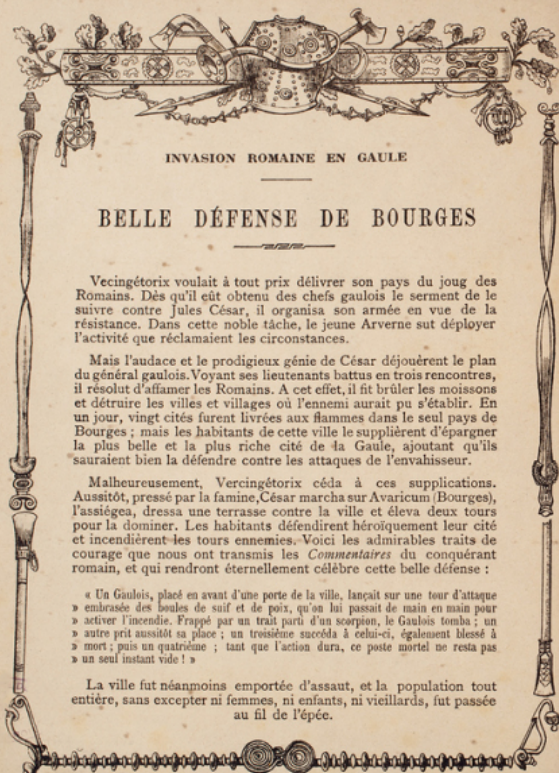 INVASION ROMAINE EN GAULE
BELLE DÉFENSE DE BOURGES
Vecingétorix voulait à tout prix délivrer son pays du joug des
Romains. Dès qu'il eût obtenu des chefs gaulois le serment de le
suivre contre Jules César, il organisa son armée en vue de la
résistance. Dans cette noble tâche, le jeune Arverne sut déployer
l'activité que réclamaient les circonstances.
Mais l'audace et le prodigieux génie de César déjouèrent le plan
du général gaulois. Voyant ses lieutenants battus en trois rencontres,
il résolut d'affamer les Romains. A cet effet, il fit brûler les moissons
et détruire les villes et villages où l'ennemi aurait pu s'établir. En
un jour, vingt cités furent livrées aux flammes dans le seul pays de
Bourges ; mais les habitants de cette ville le supplièrent d'épargner
la plus belle et la plus riche cité de la Gaule, ajoutant qu'ils
sauraient bien la défendre contre les attaques de l'envahisseur.
Malheureusement, Vercingétorix céda à ces supplications.
Aussitôt, pressé par la famine, César marcha sur Avaricum (Bourges),
l'assiégea, dressa une terrasse contre la ville et éleva deux tours
pour la dominer. Les habitants défendirent héroïquement leur cité
et incendièrent les tours ennemies. Voici les admirables traits de
courage que nous ont transmis les Commentaires du conquérant
romain, et qui rendront éternellement célèbre cette belle défense :
« Un Gaulois, placé en avant d'une porte de la ville, lançait sur une tour d'attaque
» embrasée des boules de suif et de poix, qu'on lui passait de main en main pour
» activer l'incendie. Frappé par un trait parti d'un scorpion, le Gaulois tomba ; un
» autre prit aussitôt sa place ; un troisième succéda à celui-ci, également blessé à
» mort ; puis un quatrième ; tant que l'action dura, ce poste mortel ne resta pas
» un seul instant vide ! »
La ville fut néanmoins emportée d'assaut, et la population tout
entière, sans excepter ni femmes, ni enfants, ni vieillards, fut passée
au fil de l'épée.